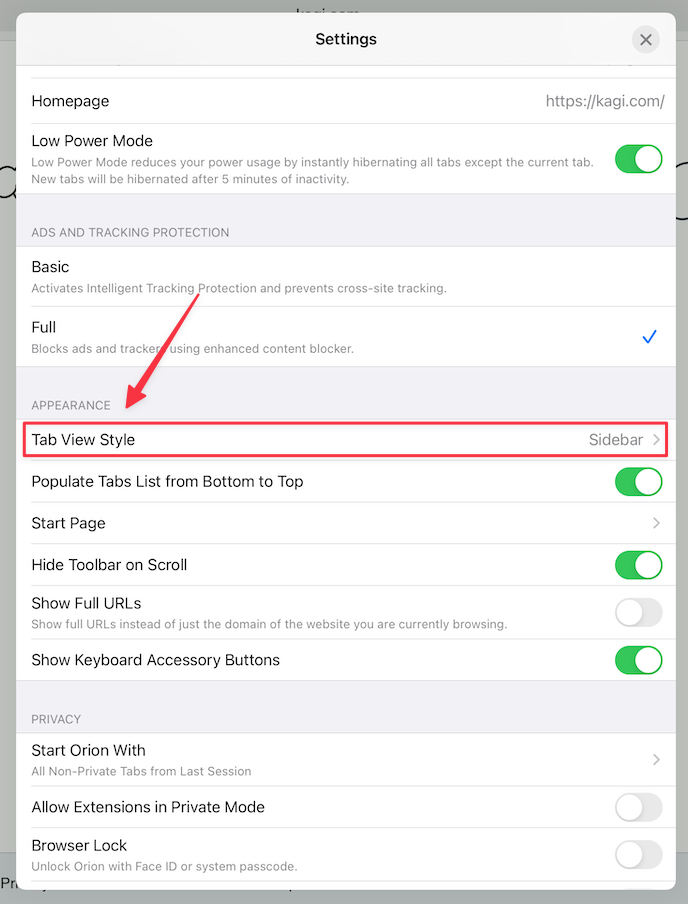 Settings
Homepage
https://kagi.com/
Low Power Mode
Low Power Mode reduces your power usage by instantly hibernating all tabs except the current tab.
New tabs will be hibernated after 5 minutes of inactivity.
ADS AND TRACKING PROTECTION
Basic
Activates Intelligent Tracking Protection and prevents cross-site tracking.
Full
Blocks ads and trackers using enhanced content blocker.
APPEARANCE
Tab View Style
Sidebar
Populate Tabs List from Bottom to Top
Start Page
Hide Toolbar on Scroll
Show Full URLs
Show full URLs instead of just the domain of the website you are currently browsing.
Show Keyboard Accessory Buttons
PRIVACY
Start Orion With
All Non-Private Tabs from Last Session
Allow Extensions in Private Mode
Browser Lock
Unlock Orion with Face ID or system passcode.